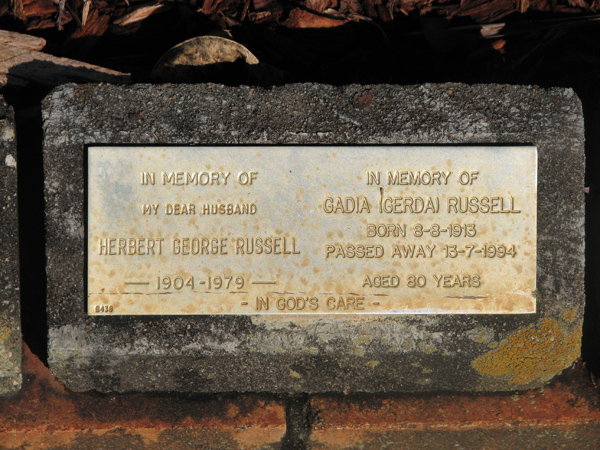 IN MEMORY OF
MY DEAR HUSBAND
HERBERT GEORGE RUSSELL
— 1904-1979 —
IN MEMORY OF
GADIA (GERDA) RUSSELL
BORN 8-8-1913
PASSED AWAY 13-7-1994
AGED 80 YEARS
- IN GOD'S CARE -